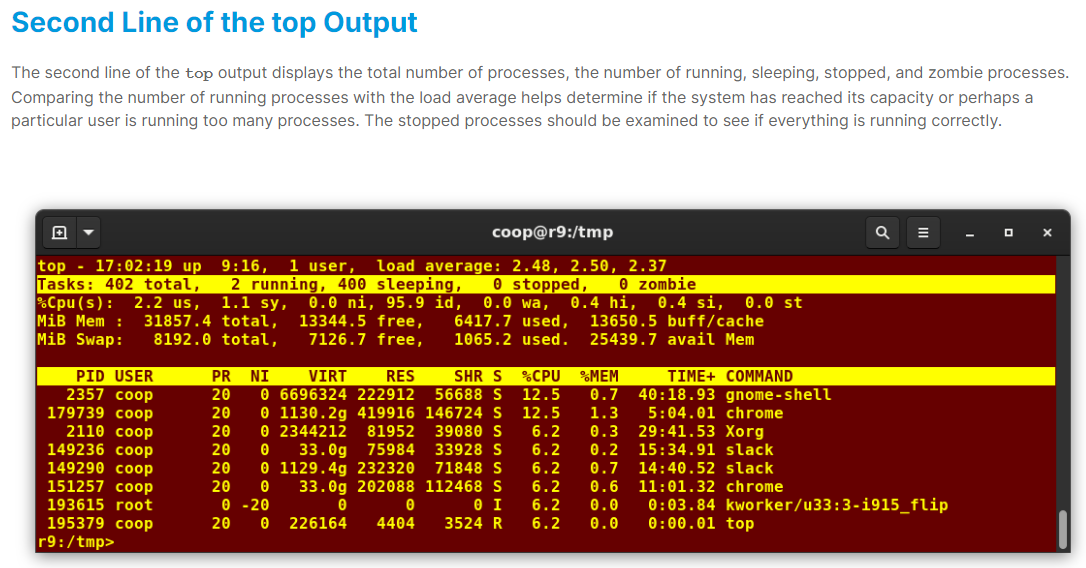 Second Line of the top Output
The second line of the top output displays the total number of processes, the number of running, sleeping, stopped, and zombie processes.
Comparing the number of running processes with the load average helps determine if the system has reached its capacity or perhaps a
particular user is running too many processes. The stopped processes should be examined to see if everything is running correctly.
coop@r9:/tmp
top - 17:02:19 up  9:16,  1 user,  load average: 2.48, 2.50, 2.37
Tasks: 402 total,   2 running, 400 sleeping,   0 stopped,   0 zombie
%Cpu(s):  2.2 us,  1.1 sy,  0.0 ni, 95.9 id,  0.0 wa,  0.4 hi,  0.4 si,  0.0 st
MiB Mem :  31857.4 total,  13344.5 free,   6417.7 used,  13650.5 buff/cache
MiB Swap:   8192.0 total,   7126.7 free,   1065.2 used.  25439.7 avail Mem
    PID USER      PR  NI    VIRT    RES    SHR S  %CPU  %MEM     TIME+ COMMAND
   2357 coop      20   0 6696324 222912  56688 S  12.5   0.7  40:18.93 gnome-shell
 179739 coop      20   0 1130.2g 419916 146724 S  12.5   1.3   5:04.01 chrome
   2110 coop      20   0 2344212  81952  39080 S   6.2   0.3  29:41.53 Xorg
 149236 coop      20   0   33.0g  75984  33928 S   6.2   0.2  15:34.91 slack
 149290 coop      20   0 1129.4g 232320  71848 S   6.2   0.7  14:40.52 slack
 151257 coop      20   0   33.0g 202088 112468 S   6.2   0.6  11:01.32 chrome
 193615 root       0 -20       0      0      0 I   6.2   0.0   0:03.84 kworker/u33:3-i915_flip
 195379 coop      20   0  226164   4404   3524 R   6.2   0.0   0:00.01 top
r9:/tmp>